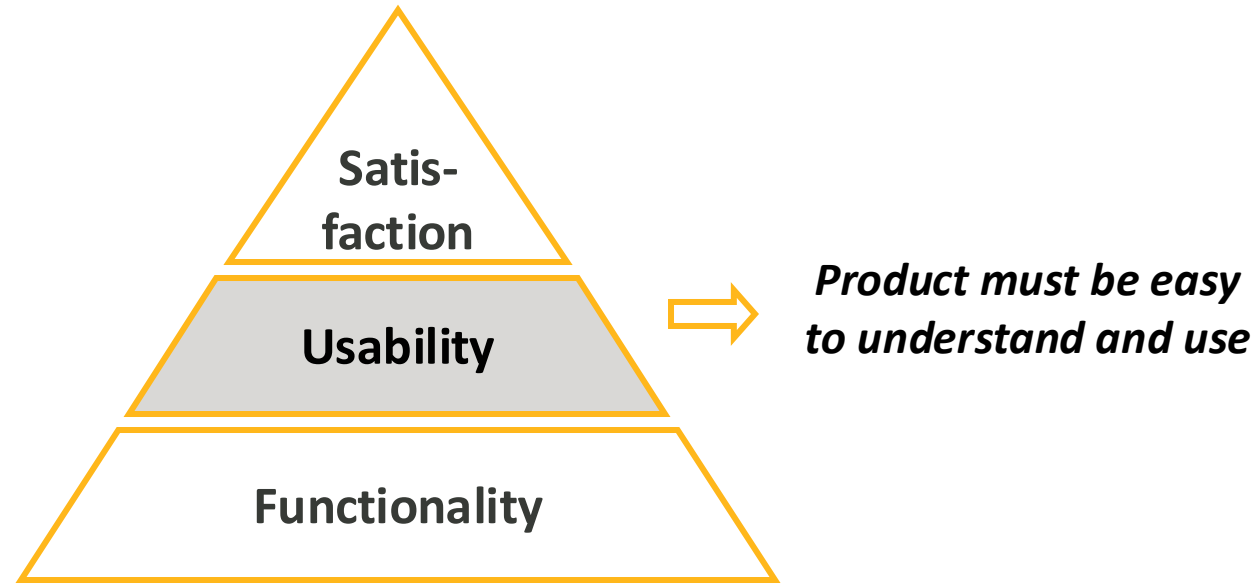 Satis-
faction
Usability
Product must be easy
to understand and use
Functionality